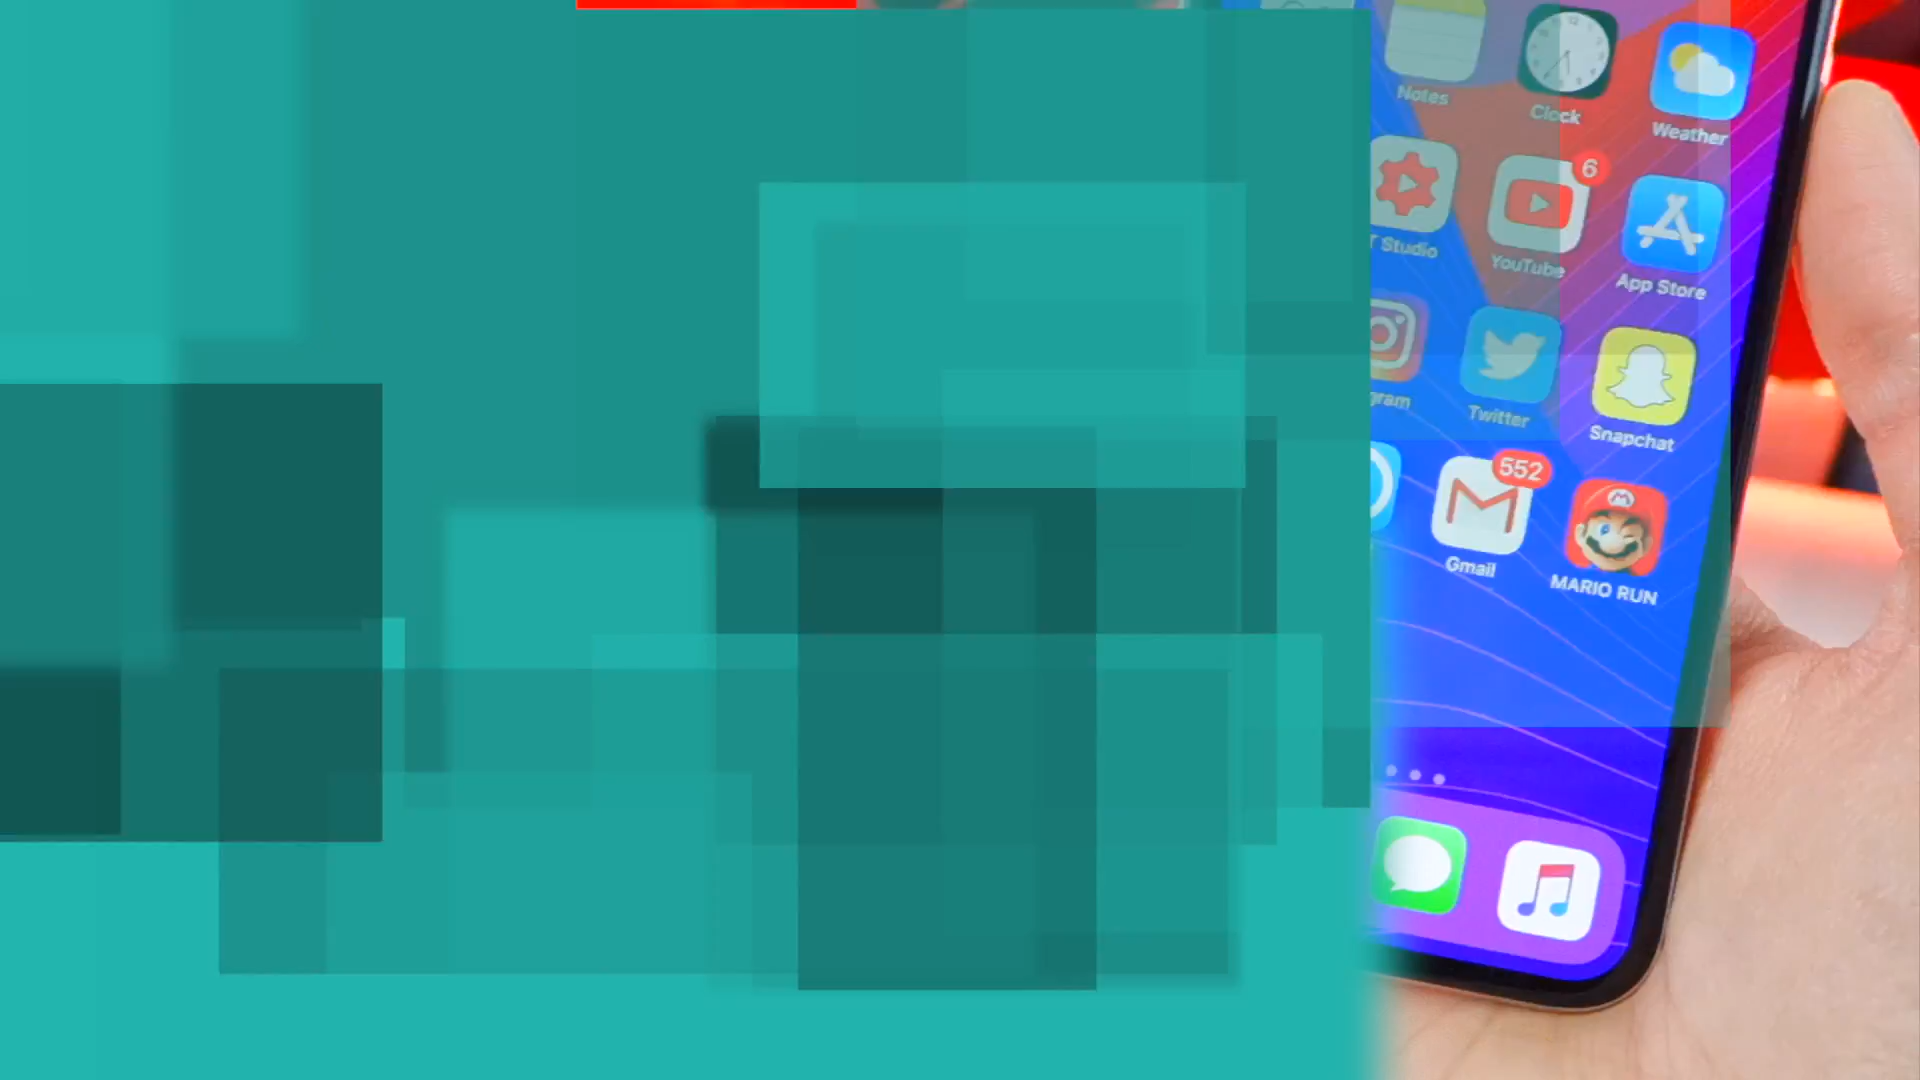 Notes
Clock
Weather
6
T Studio
YouTube
App Store
gram
Twitter
Snapchat
552
Gmail
M
MARIO RUN